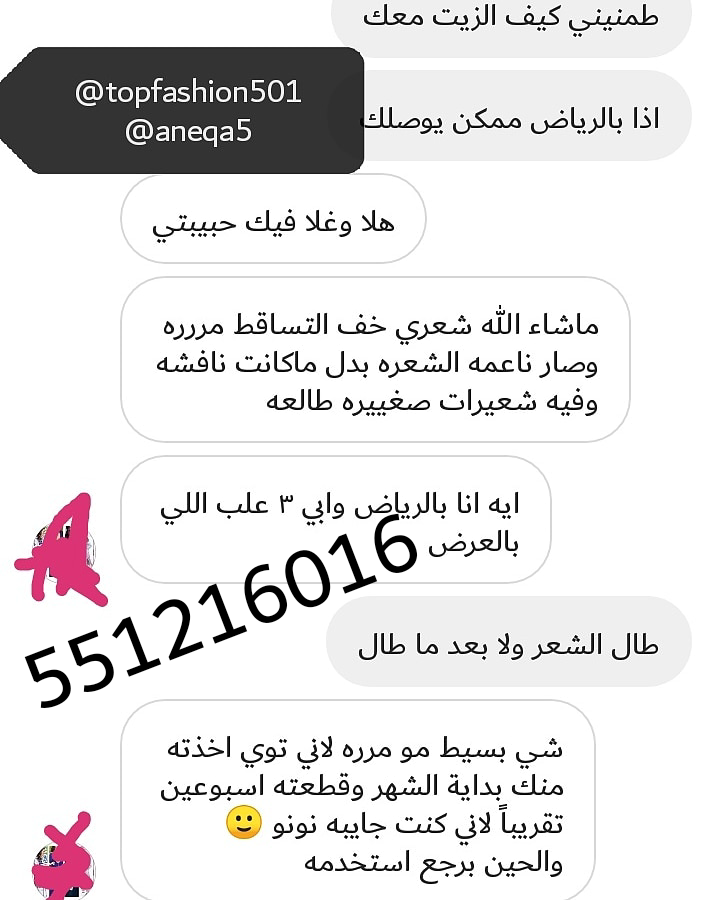 طمنيني كيف الزيت معك
@topfashion501
@aneqa5
اذا بالرياض ممكن يوصلك
هلا وغلا فيك حبيبتي
ماشاء الله شعري خف التساقط مررره
وصار ناعمه الشعره بدل ماكانت نافشه
وفيه شعيرات صغييره طالعه
ايه انا بالرياض وابي ٣ علب اللي
بالعرض
551216016
طال الشعر ولا بعد ما طال
شي بسيط مو مرره لاني توي اخذته
منك بداية الشهر وقطعته اسبوعين
تقريباً لاني كنت جايبه نونو 🙂
والحين برجع استخدمه